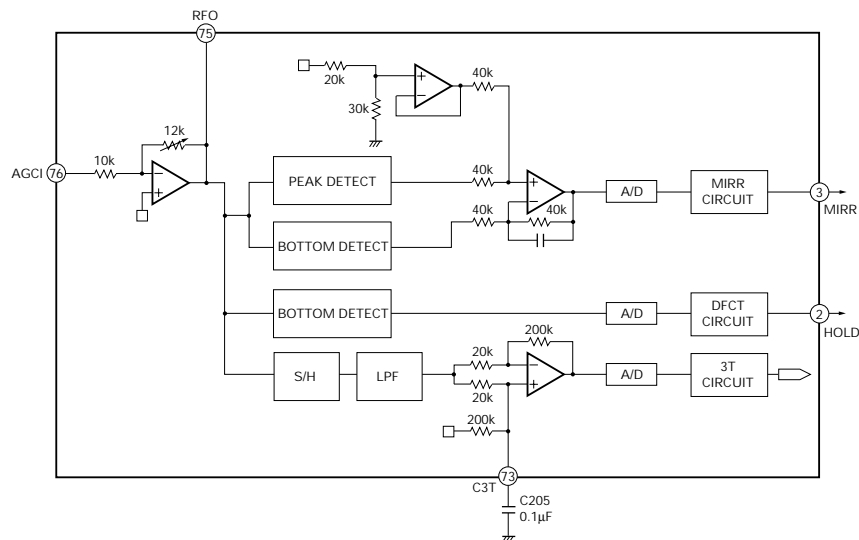 RFO
75
20k
40k
30k
12k
AGCI
76
10k
PEAK DETECT
40k
A/D
MIRR
CIRCUIT
3
MIRR
40k
40k
BOTTOM DETECT
BOTTOM DETECT
A/D
DFCT
CIRCUIT
2
HOLD
200k
S/H
LPF
20k
20k
A/D
3T
CIRCUIT
200k
73
C3T
C205
0.1µF